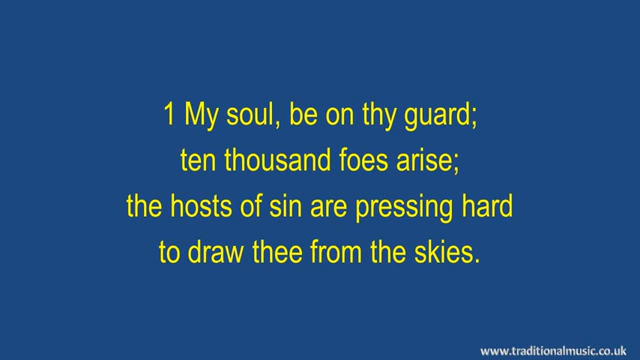 1 My soul, be on thy guard;
ten thousand foes arise;
the hosts of sin are pressing hard
to draw thee from the skies.
www.traditionalmusic.co.uk